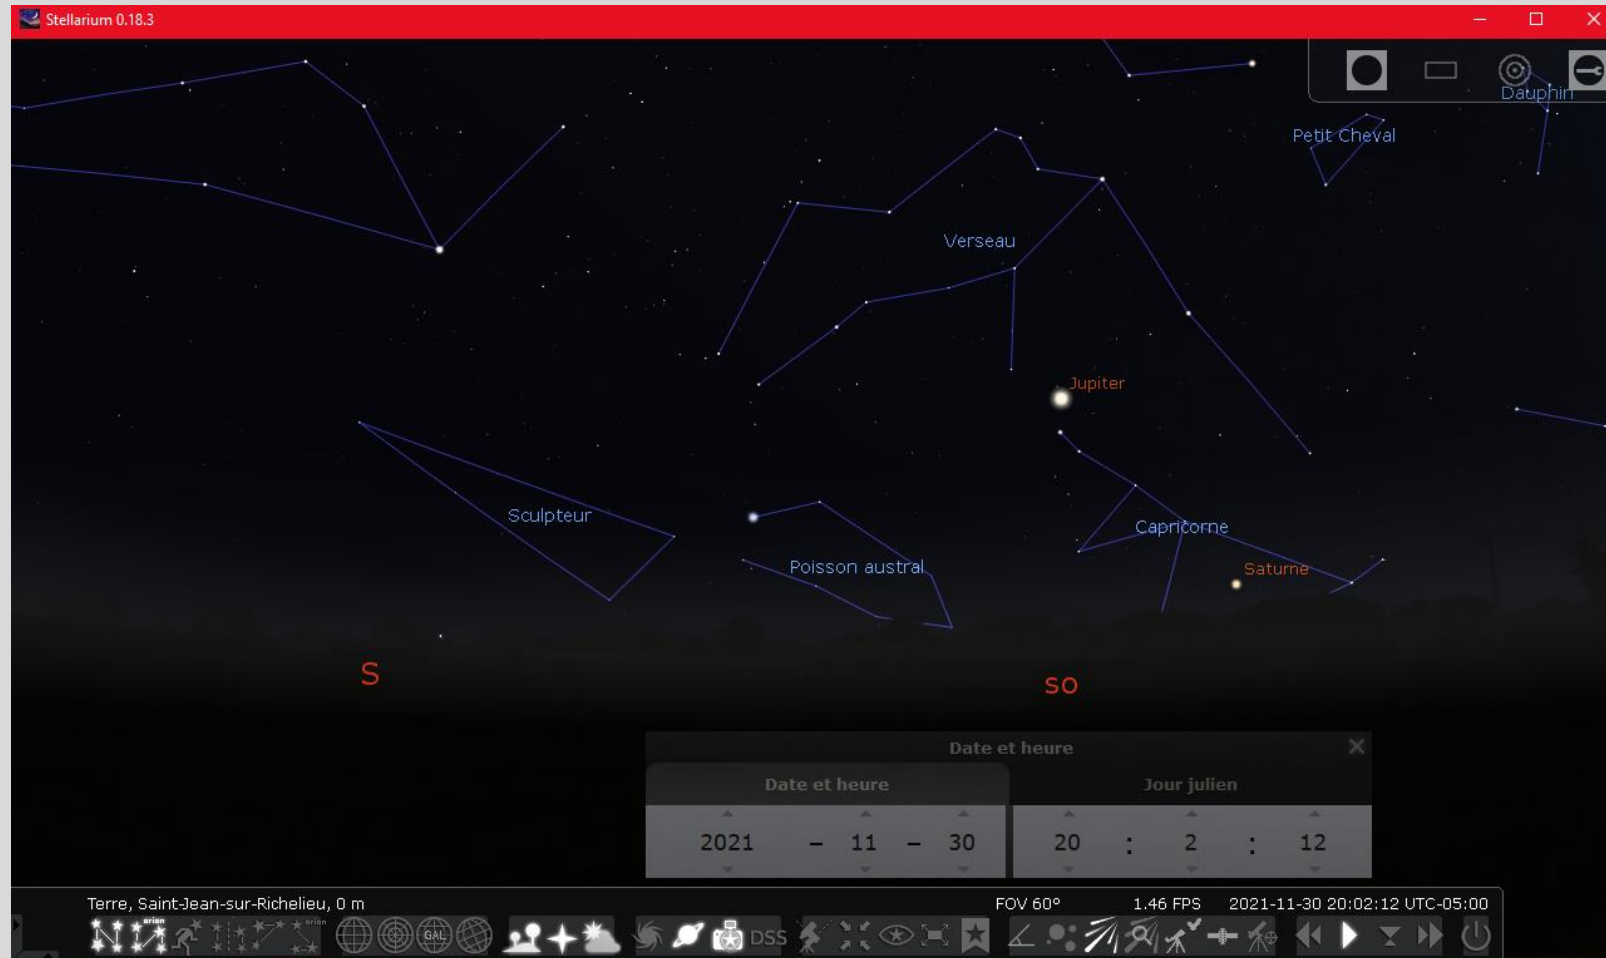 Stellarium 0.18.3
Dauphin
Petit Cheval
Verseau
Jupiter
Sculpteur
Capricorne
Poisson austral
Saturne
S
SO
Date et heure
Date et heure
Jour julien
2021 – 11 – 30 20 : 2 : 12
Terre, Saint-Jean-sur-Richelieu, 0 m FOV 60° 1.46 FPS 2021-11-30 20:02:12 UTC-05:00
orian orian GAL DSS